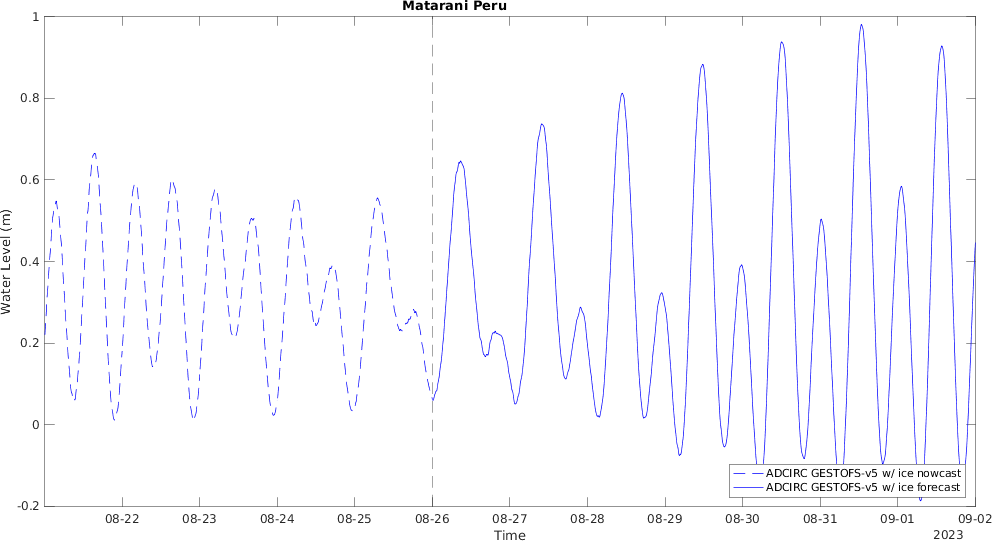 Matarani Peru
Water Level (m)
1
0.8
0.6
0.4
0.2
0
-0.2
ADCIRC GESTOFS-v5 w/ ice nowcast
ADCIRC GESTOFS-v5 w/ ice forecast
08-22 08-23 08-24 08-25 08-26 08-27 08-28 08-29 08-30 08-31 09-01 09-02
Time
2023